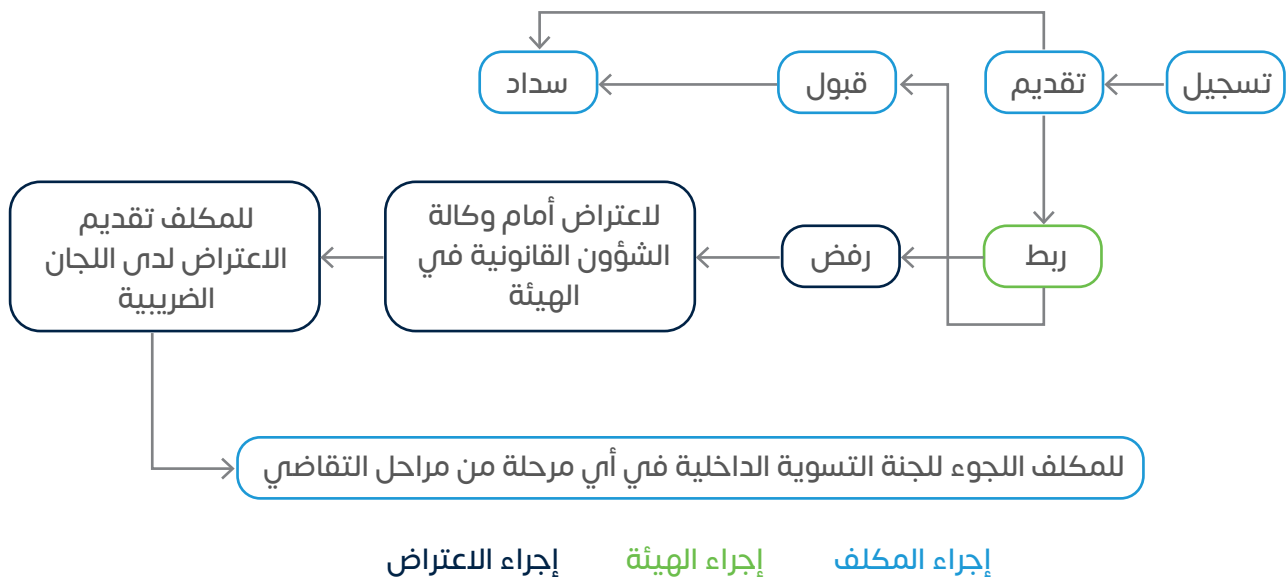 تسجيل
تقديم
قبول
سداد
ربط
رفض
لاعتراض أمام وكالة
الشؤون القانونية في
الهيئة
للمكلف تقديم
الاعتراض لدى اللجان
الضريبية
للمكلف اللجوء للجنة التسوية الداخلية في أي مرحلة من مراحل التقاضي
إجراء المكلف
إجراء الهيئة
إجراء الاعتراض